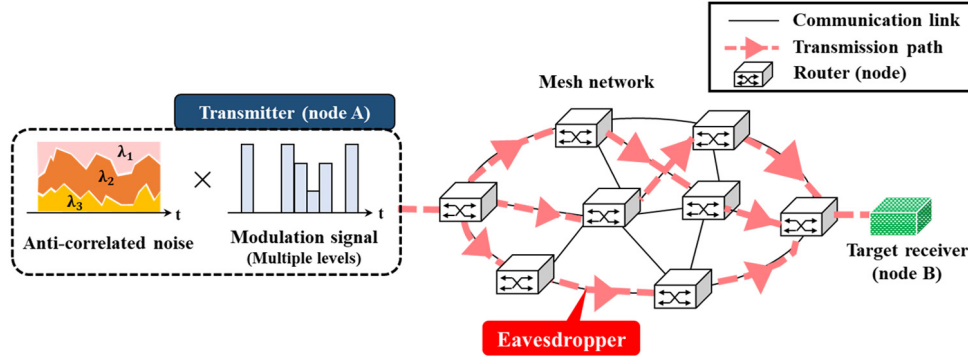 Communication link
Transmission path
Router (node)
Mesh network
Transmitter (node A)
λ1
λ2
λ3
t
×
t
Anti-correlated noise
Modulation signal
(Multiple levels)
Target receiver
(node B)
Eavesdropper